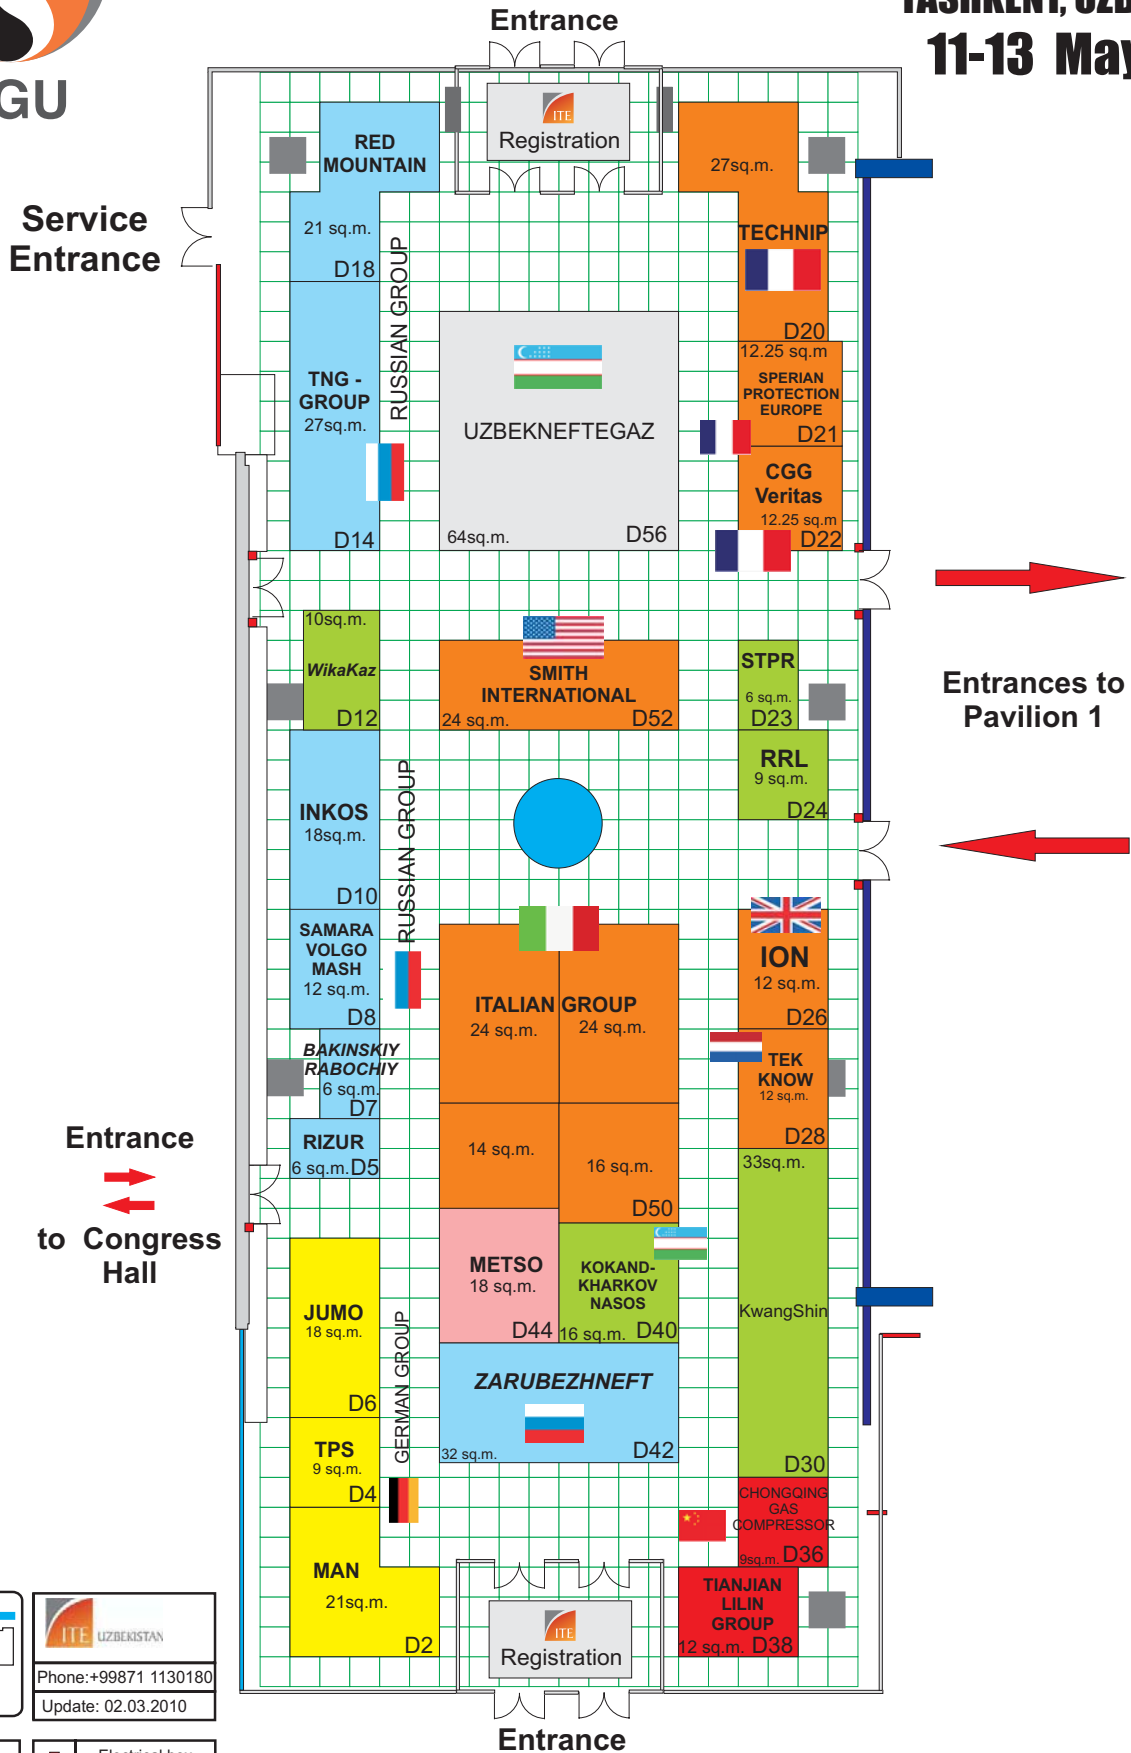 TASHKENT, UZB
11-13 May
GU
Entrance
ITE
Registration
Service
Entrance
RED
MOUNTAIN
21 sq.m.
D18
RUSSIAN GROUP
TNG -
GROUP
27sq.m.
D14
UZBEKNEFTEGAZ
64sq.m.
D56
27sq.m.
TECHNIP
D20
12.25 sq.m
SPERIAN
PROTECTION
EUROPE
D21
CGG
Veritas
12.25 sq.m
D22
10sq.m.
WikaKaz
D12
SMITH
INTERNATIONAL
24 sq.m.
D52
STPR
6 sq.m.
D23
RRL
9 sq.m.
D24
Entrances to
Pavilion 1
INKOS
18sq.m.
D10
RUSSIAN GROUP
SAMARA
VOLGO
MASH
12 sq.m.
D8
BAKINSKIY
RABOCHIY
6 sq.m.
D7
RIZUR
6 sq.m. D5
ITALIAN GROUP
24 sq.m.
24 sq.m.
14 sq.m.
16 sq.m.
D50
ION
12 sq.m.
D26
TEK
KNOW
12 sq.m.
D28
33sq.m.
KwangShin
D30
Entrance
to Congress
Hall
METSO
18 sq.m.
D44
KOKAND-
KHARKOV
NASOS
16 sq.m. D40
JUMO
18 sq.m.
D6
GERMAN GROUP
TPS
9 sq.m.
D4
ZARUBEZHNEFT
32 sq.m.
D42
MAN
21sq.m.
D2
CHONGQING
GAS
COMPRESSOR
9sq.m. D36
TIANJIAN
LILIN
GROUP
12 sq.m. D38
ITE
Registration
Entrance
ITE UZBEKISTAN
Phone:+99871 1130180
Update: 02.03.2010
Electrical box